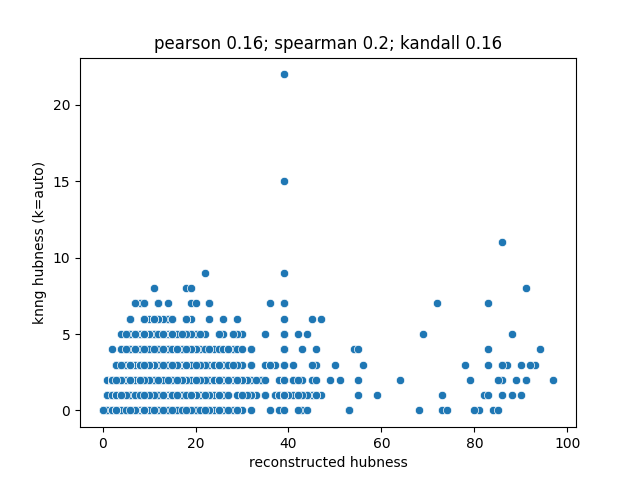 pearson 0.16; spearman 0.2; kandall 0.16
20
15
10
5
0
knng hubness (k=auto)
0 20 40 60 80 100
reconstructed hubness